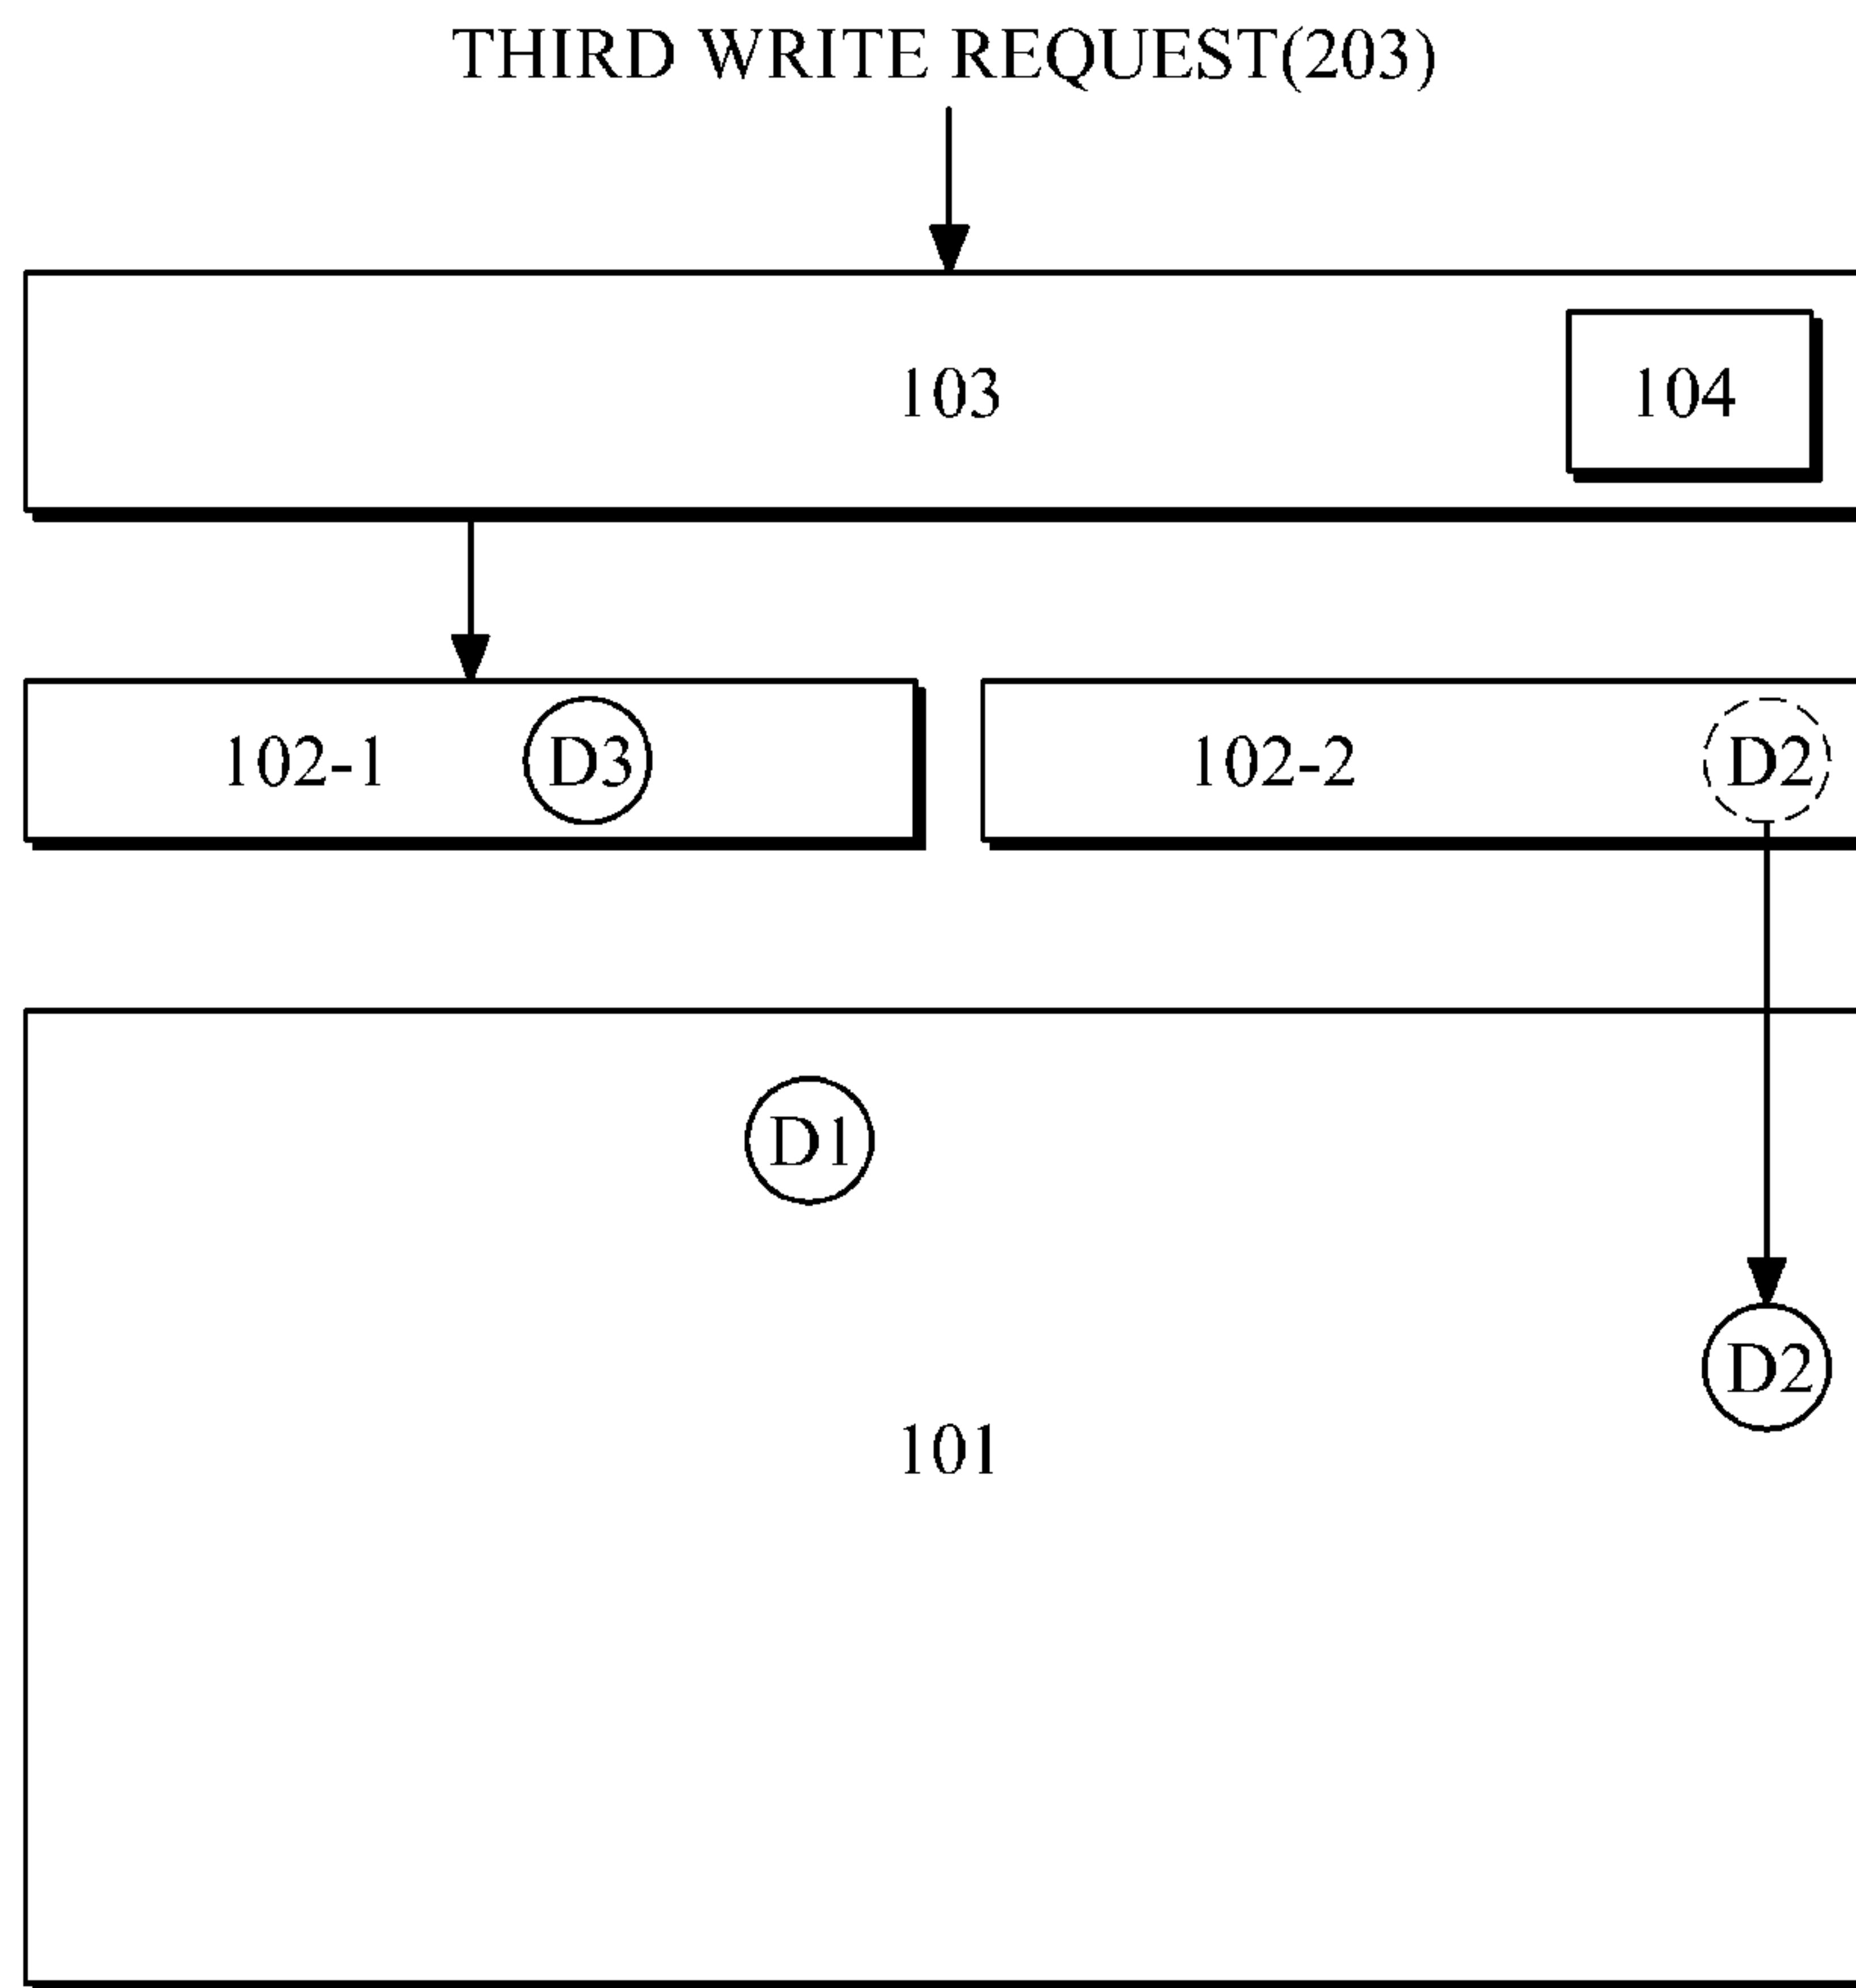 THIRD WRITE REQUEST(203)
103
104
102-1
D3
102-2
D2
D1
D2
101